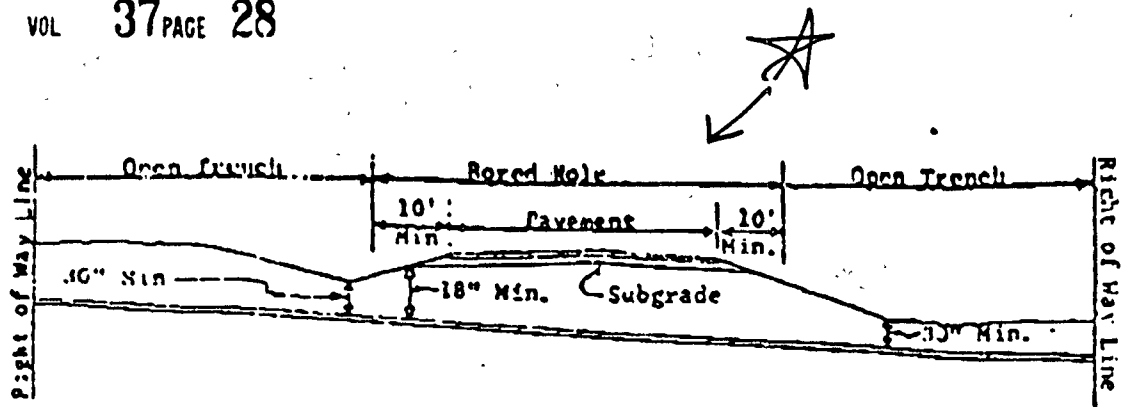 VOL 37 PAGE 28
Open Trench Bored Hole Open Trench
10' Min. Pavement 10' Min.
Min. 18" Min. Subgrade Min.
Right of Way Line
Right of Way Line